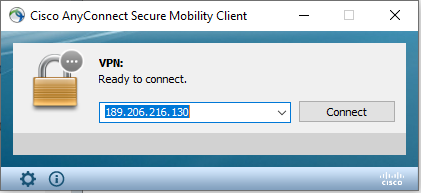 Cisco AnyConnect Secure Mobility Client
VPN:
Ready to connect.
189.206.216.130
Connect
cisco